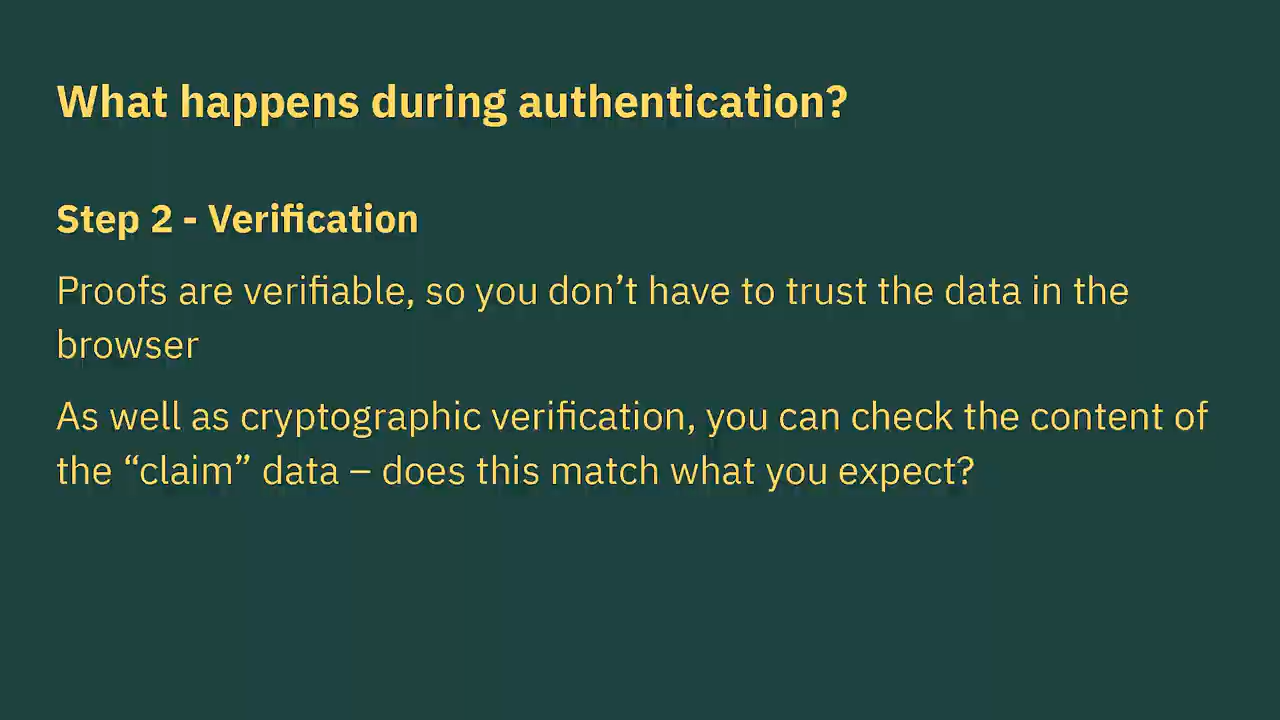 What happens during authentication?
Step 2 - Verification
Proofs are verifiable, so you don’t have to trust the data in the
browser
As well as cryptographic verification, you can check the content of
the “claim” data – does this match what you expect?